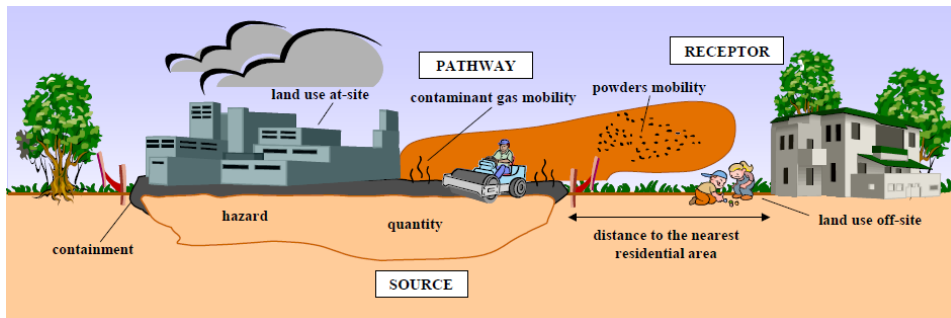 RECEPTOR
PATHWAY
land use at-site
contaminant gas mobility
powders mobility
hazard
quantity
containment
distance to the nearest
residential area
land use off-site
SOURCE